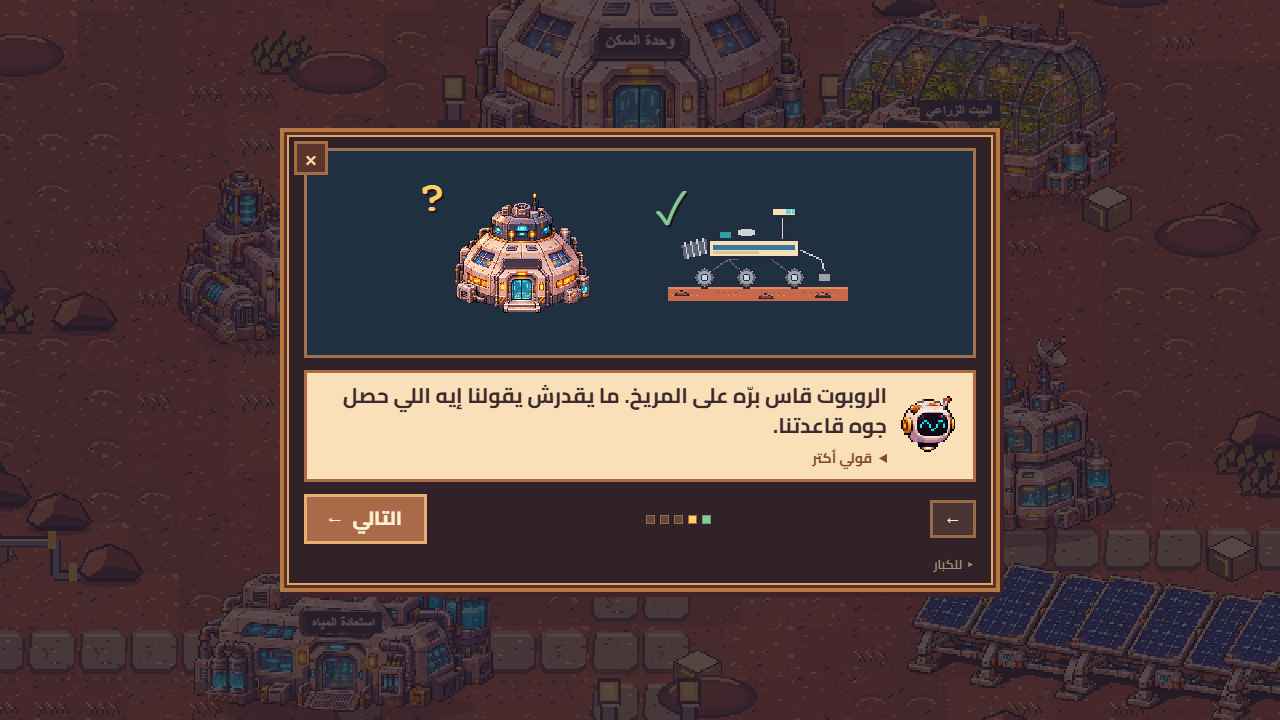 وحدة السكن
البيت الزراعي
×
?
✓
الروبوت قاس برّه على المريخ. ما يقدرش يقولنا إيه اللي حصل
جوه قاعدتنا.
◂ قولي أكتر
←
التالي ←
▸ للكبار
استعادة المياه